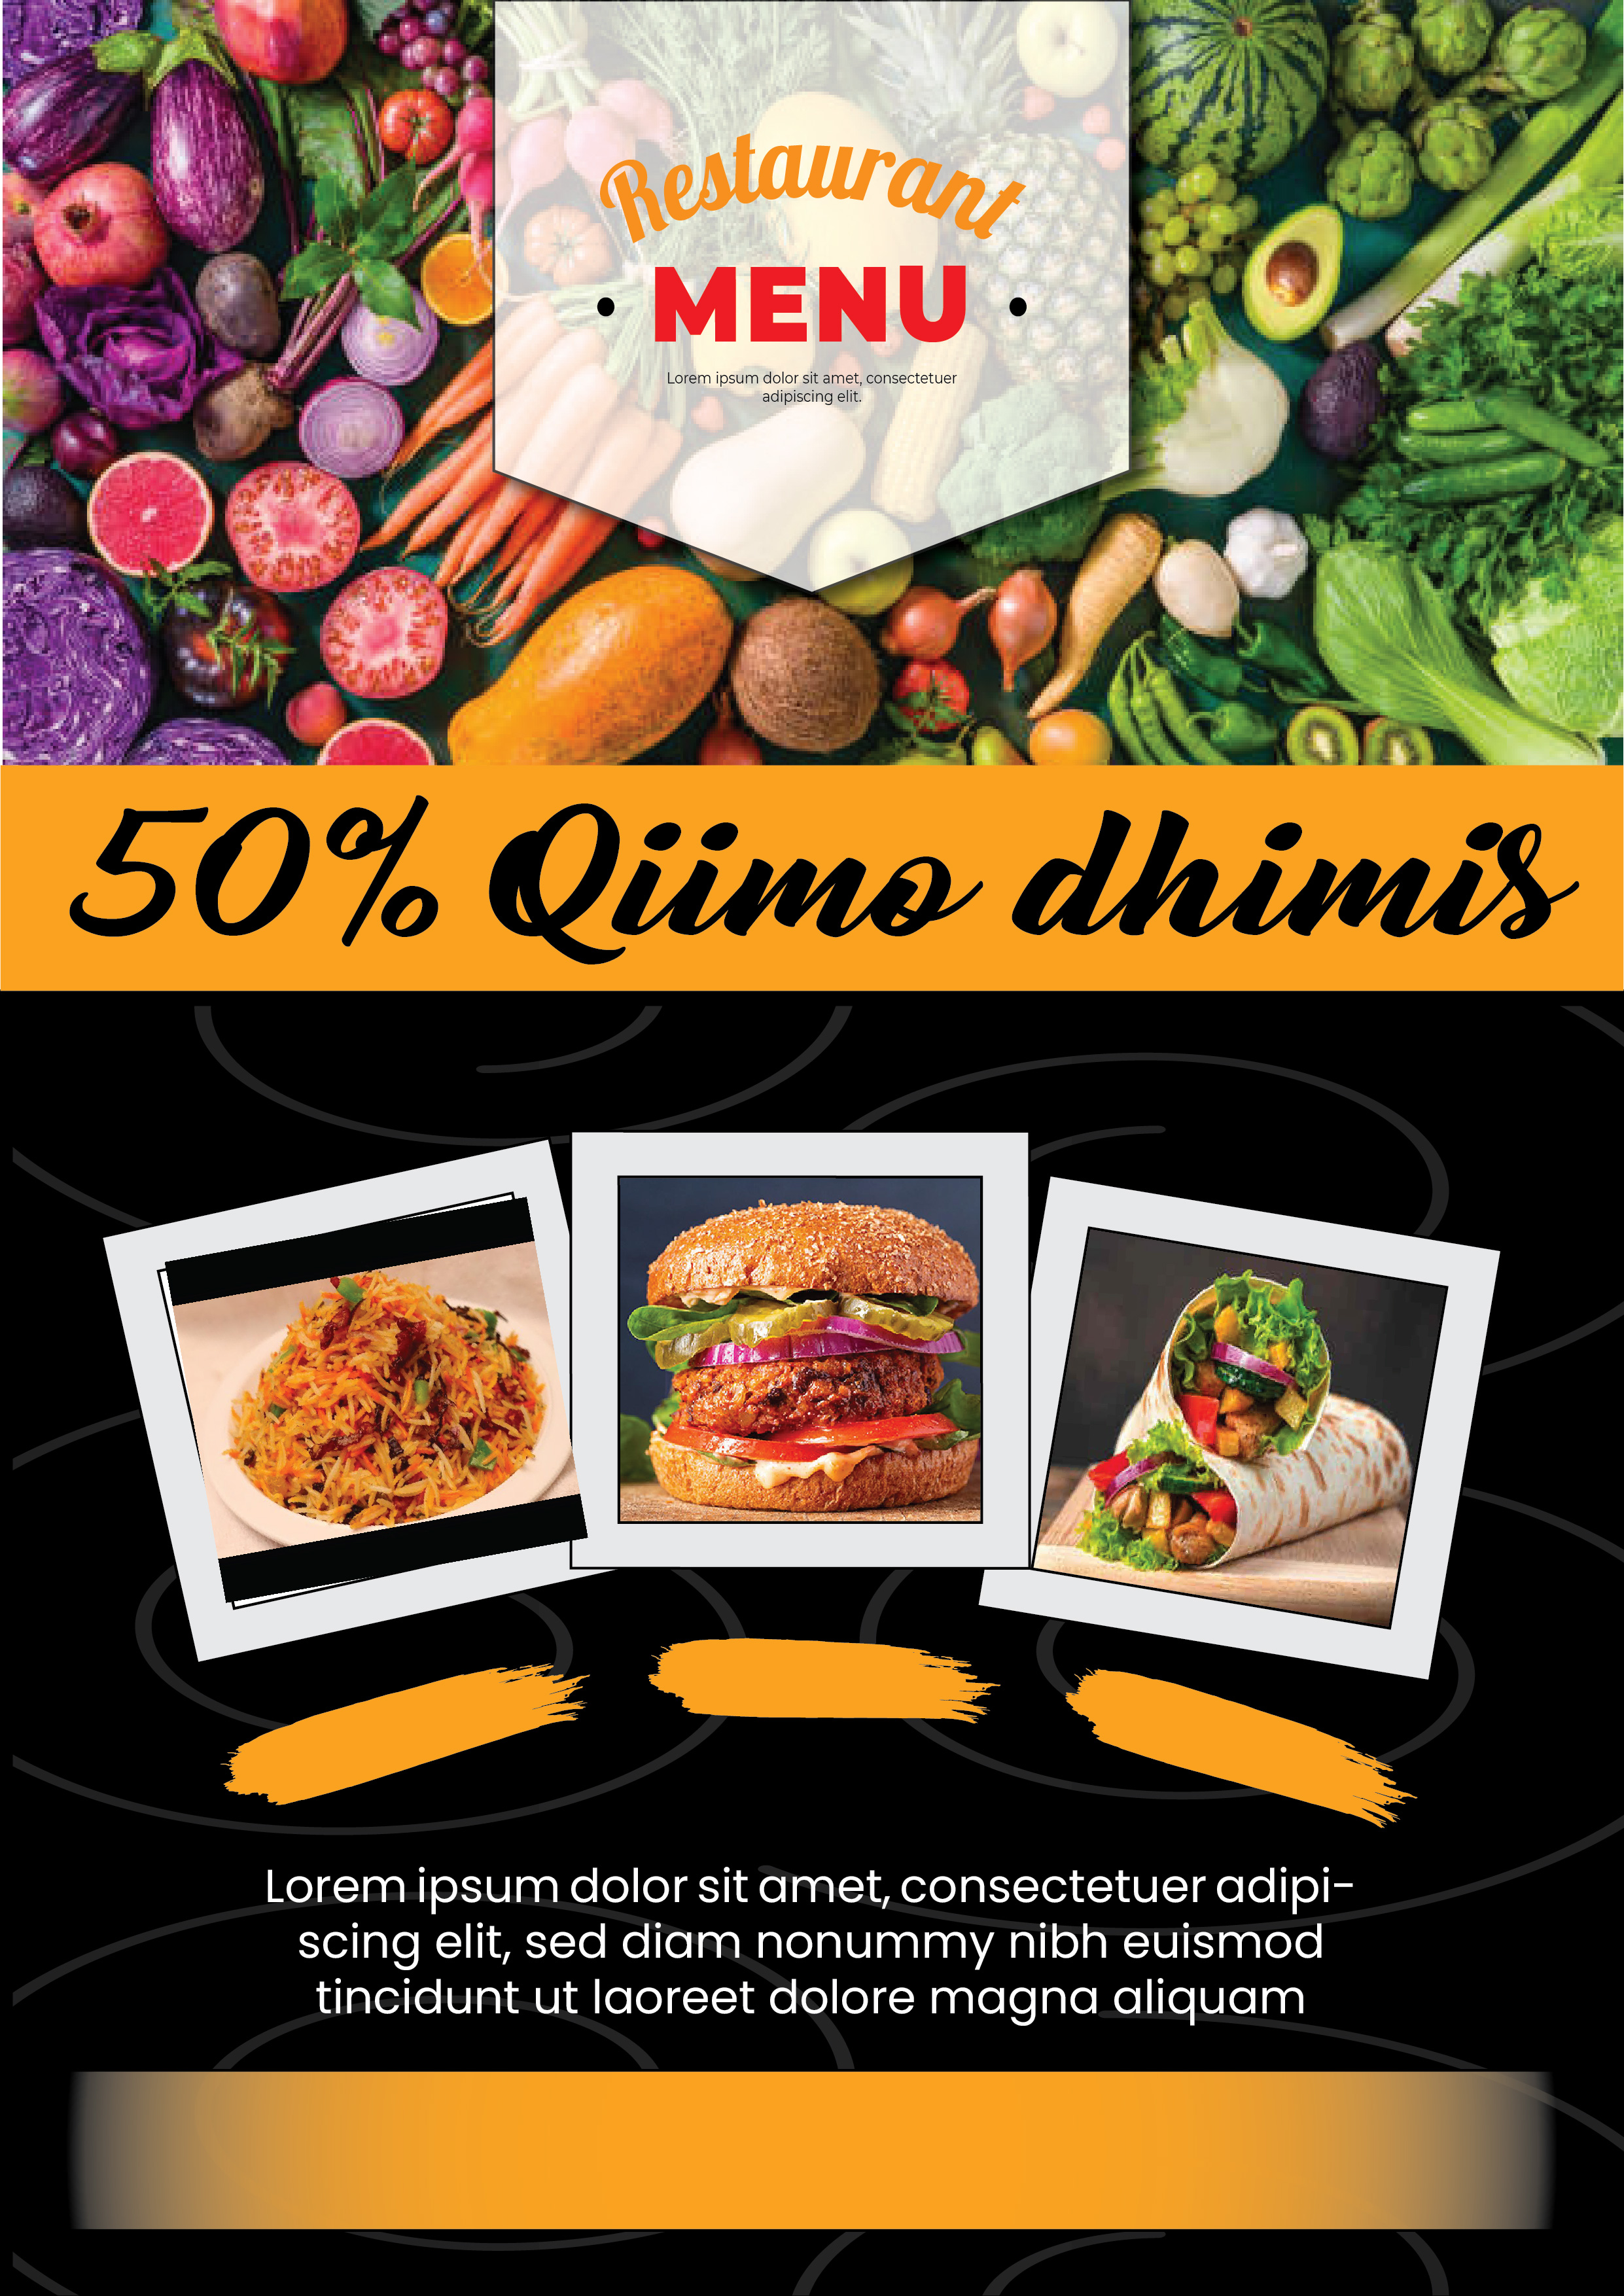 Restaurant
MENU
Lorem ipsum dolor sit amet, consectetuer
adipiscing elit.
50% Qiimo dhimis
Lorem ipsum dolor sit amet, consectetuer adipi-
scing elit, sed diam nonummy nibh euismod
tincidunt ut laoreet dolore magna aliquam